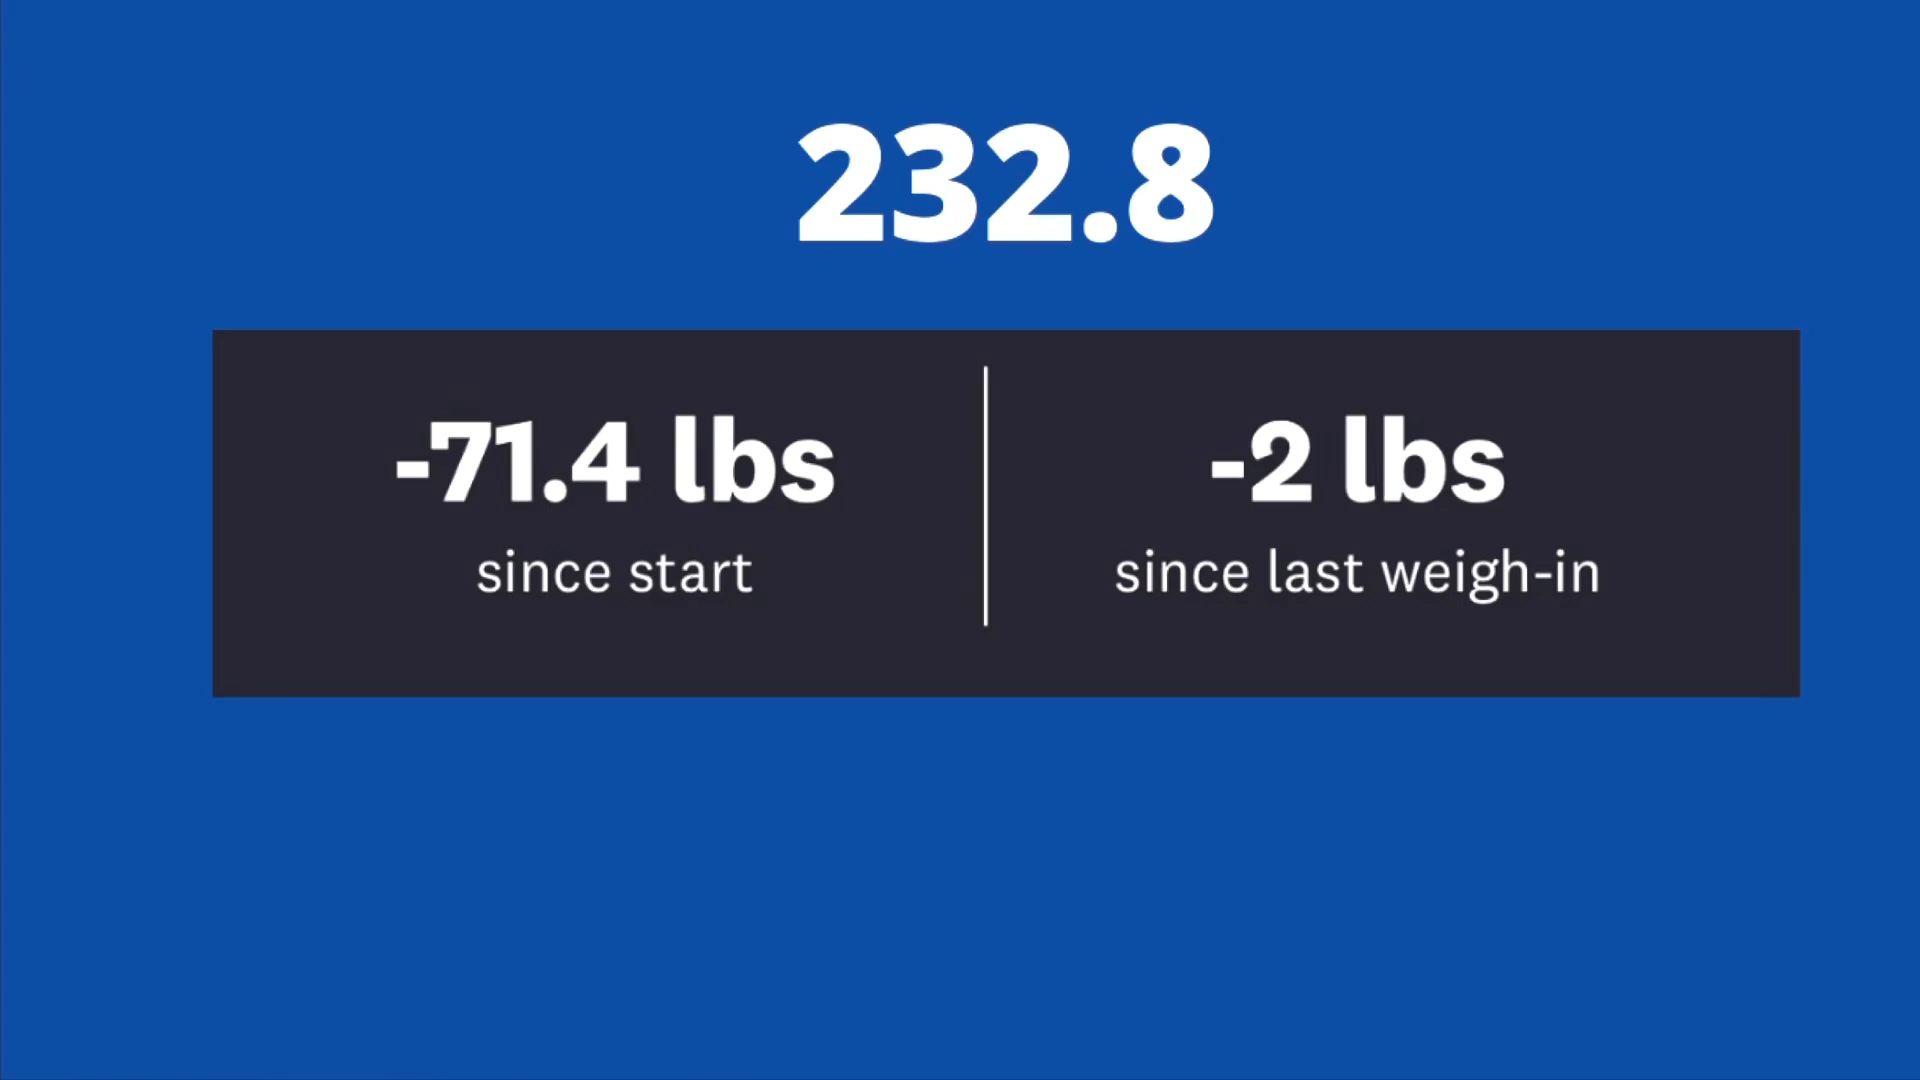 232.8
-71.4 lbs
since start
-2 lbs
since last weigh-in